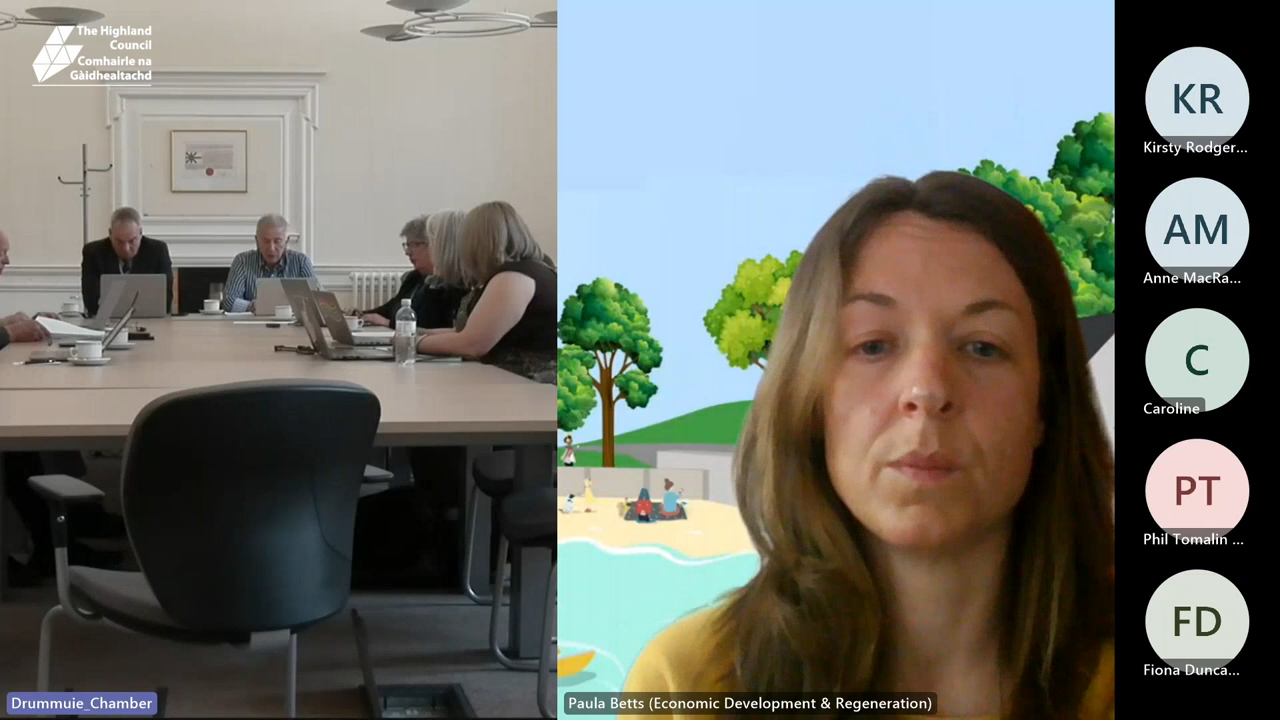 The Highland
Council
Comhairle na
Gàidhealtachd
Drummuie_Chamber
Paula Betts (Economic Development & Regeneration)
KR
Kirsty Rodger...
AM
Anne MacRa...
C
Caroline
PT
Phil Tomalin ...
FD
Fiona Dunca...